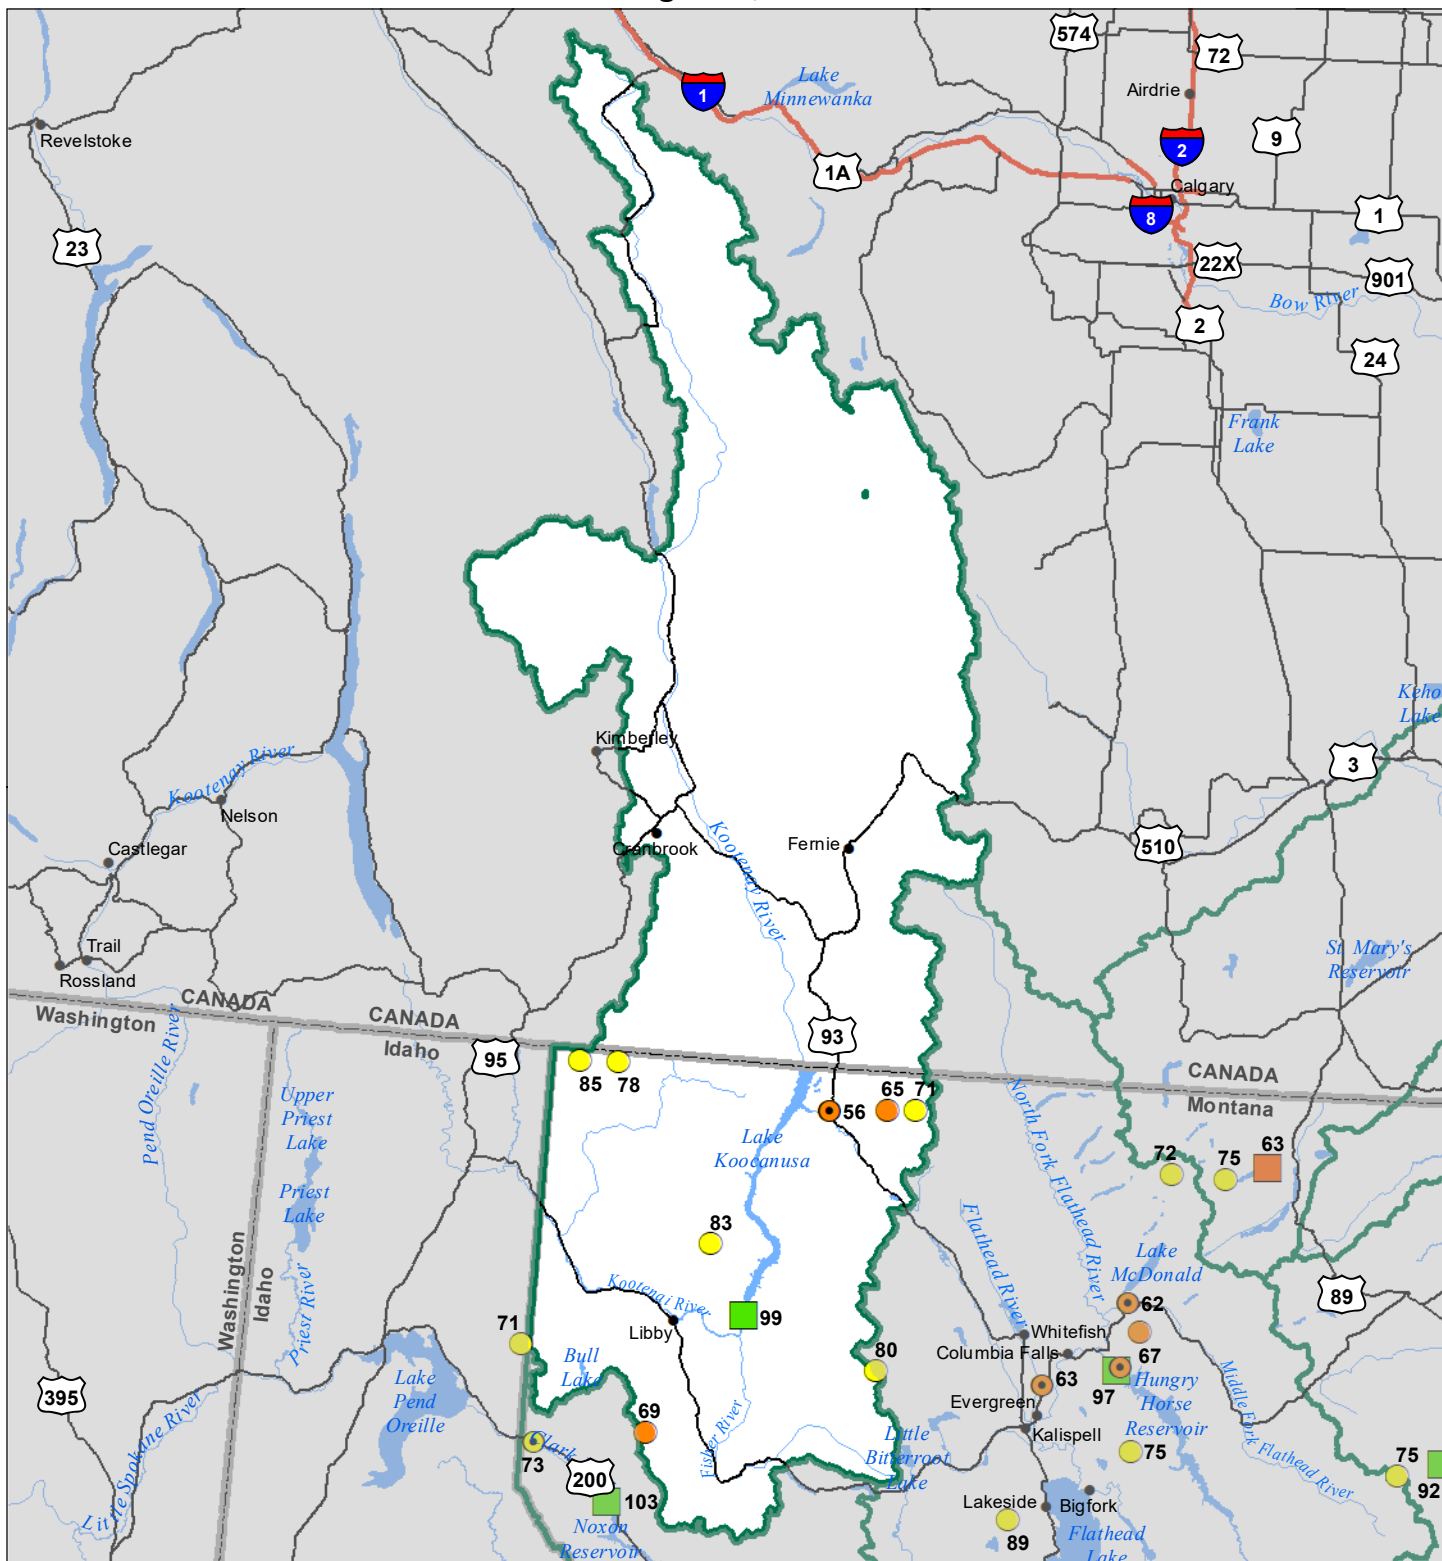 574
72
1
Lake
Minnewanka
Airdrie
Revelstoke
9
2
1A
Calgary
8
1
23
22X
901
Bow River
2
24
Frank
Lake
Keho
Lake
Kimberley
3
Kootenay River
Nelson
Castlegar
Cranbrook
Kootenay River
Fernie
510
Trail
Rossland
St. Mary's
Reservoir
CANADA
Washington
CANADA
Idaho
95
93
CANADA
Montana
Pend Oreille River
Upper
Priest
Lake
85
78
56
65
71
North Fork Flathead River
Lake
Koocanusa
72
75
63
Priest
Lake
83
Flathead River
Lake
McDonald
Washington
Idaho
Priest River
Kootenai River
99
Libby
62
89
71
Bull
Lake
80
Whitefish
Columbia Falls
67
97
Hungry
Horse
Reservoir
63
Evergreen
Kalispell
Middle Fork Flathead River
395
Lake
Pend
Oreille
69
Little Spokane River
Clark
73
200
103
Noxon
Reservoir
Fisher River
Little
Bitterroot
Lake
75
75
92
Lakeside
Bigfork
89
Flathead
Lake